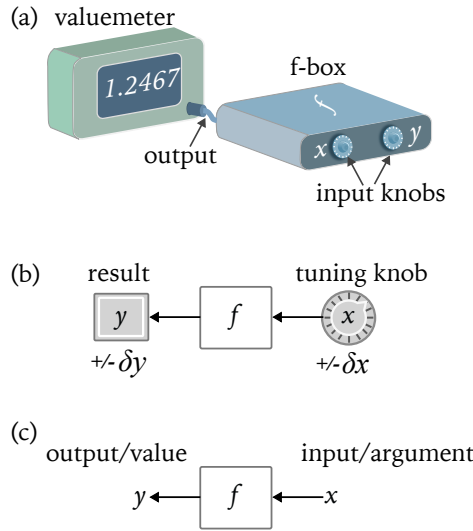 (a) valuemeter
1.2467
f-box
f
x y
output
input knobs
(b)
result tuning knob
y f x
+/-δy +/-δx
(c)
output/value input/argument
y f x